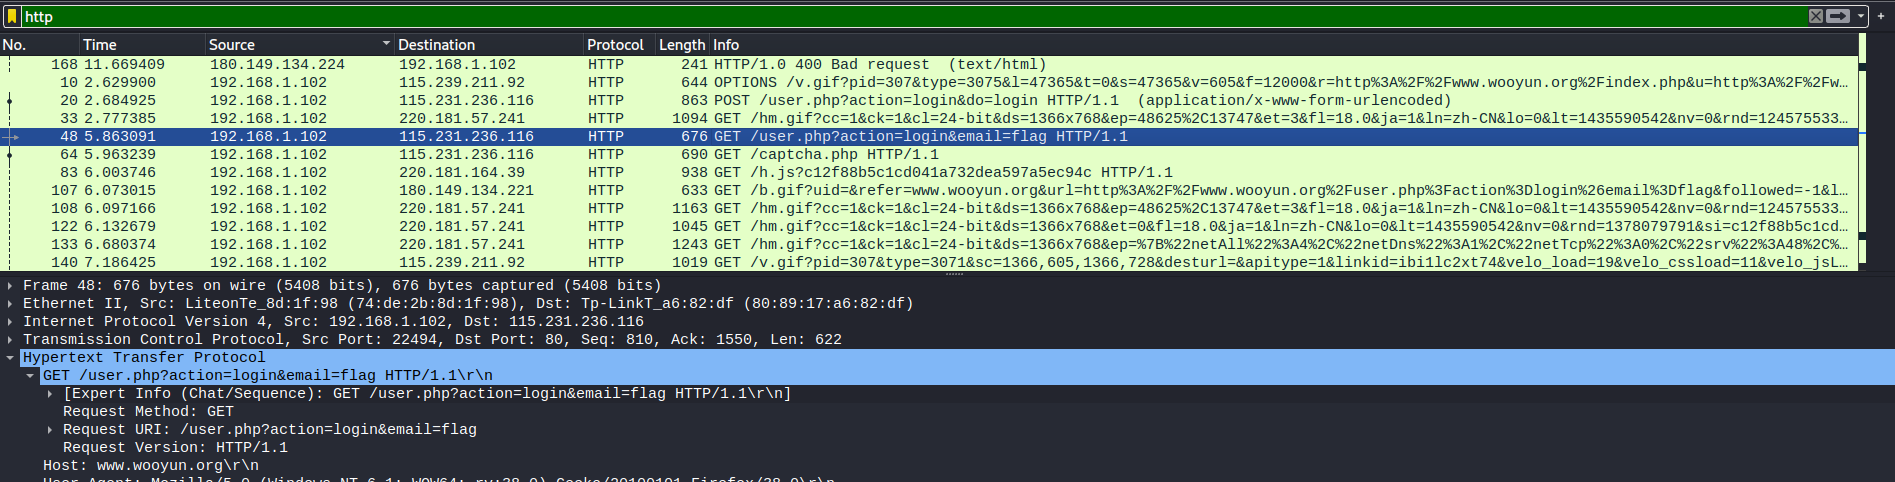 http
No. Time Source Destination Protocol Length Info
168 11.669409 180.149.134.224 192.168.1.102 HTTP 241 HTTP/1.0 400 Bad request (text/html)
10 2.629900 192.168.1.102 115.239.211.92 HTTP 644 OPTIONS /v.gif?pid=307&type=3075&l=47365&t=0&s=47365&v=605&f=12000&r=http%3A%2F%2Fwww.wooyun.org%2Findex.php&u=http%3A%2F%2Fw…
20 2.684925 192.168.1.102 115.231.236.116 HTTP 863 POST /user.php?action=login&do=login HTTP/1.1 (application/x-www-form-urlencoded)
33 2.777385 192.168.1.102 220.181.57.241 HTTP 1094 GET /hm.gif?cc=1&ck=1&cl=24-bit&ds=1366x768&ep=48625%2C13747&et=3&fl=18.0&ja=1&ln=zh-CN&lo=0&lt=1435590542&nv=0&rnd=124575533…
48 5.863091 192.168.1.102 115.231.236.116 HTTP 676 GET /user.php?action=login&email=flag HTTP/1.1
64 5.963239 192.168.1.102 115.231.236.116 HTTP 690 GET /captcha.php HTTP/1.1
83 6.003746 192.168.1.102 220.181.164.39 HTTP 938 GET /h.js?c12f88b5c1cd041a732dea597a5ec94c HTTP/1.1
107 6.073015 192.168.1.102 180.149.134.221 HTTP 633 GET /b.gif?uid=&refer=www.wooyun.org&url=http%3A%2F%2Fwww.wooyun.org%2Fuser.php%3Faction%3Dlogin%26email%3Dflag&followed=-1&l…
108 6.097166 192.168.1.102 220.181.57.241 HTTP 1163 GET /hm.gif?cc=1&ck=1&cl=24-bit&ds=1366x768&ep=48625%2C13747&et=3&fl=18.0&ja=1&ln=zh-CN&lo=0&lt=1435590542&nv=0&rnd=124575533…
122 6.132679 192.168.1.102 220.181.57.241 HTTP 1045 GET /hm.gif?cc=1&ck=1&cl=24-bit&ds=1366x768&et=0&fl=18.0&ja=1&ln=zh-CN&lo=0&lt=1435590542&nv=0&rnd=1378079791&si=c12f88b5c1cd…
133 6.680374 192.168.1.102 220.181.57.241 HTTP 1243 GET /hm.gif?cc=1&ck=1&cl=24-bit&ds=1366x768&ep=%7B%22netAll%22%3A4%2C%22netDns%22%3A1%2C%22netTcp%22%3A0%2C%22srv%22%3A48%2C%…
140 7.186425 192.168.1.102 115.239.211.92 HTTP 1019 GET /v.gif?pid=307&type=3071&sc=1366,605,1366,728&desturl=&apitype=1&linkid=ibi1lc2xt74&velo_load=19&velo_cssload=11&velo_jsL…
Frame 48: 676 bytes on wire (5408 bits), 676 bytes captured (5408 bits)
Ethernet II, Src: LiteonTe_8d:1f:98 (74:de:2b:8d:1f:98), Dst: Tp-LinkT_a6:82:df (80:89:17:a6:82:df)
Internet Protocol Version 4, Src: 192.168.1.102, Dst: 115.231.236.116
Transmission Control Protocol, Src Port: 22494, Dst Port: 80, Seq: 810, Ack: 1550, Len: 622
Hypertext Transfer Protocol
GET /user.php?action=login&email=flag HTTP/1.1\r\n
[Expert Info (Chat/Sequence): GET /user.php?action=login&email=flag HTTP/1.1\r\n]
Request Method: GET
Request URI: /user.php?action=login&email=flag
Request Version: HTTP/1.1
Host: www.wooyun.org\r\n
User-Agent: Mozilla/5.0 (Windows NT 6.1; WOW64; rv:38.0) Gecko/20100101 Firefox/38.0\r\n